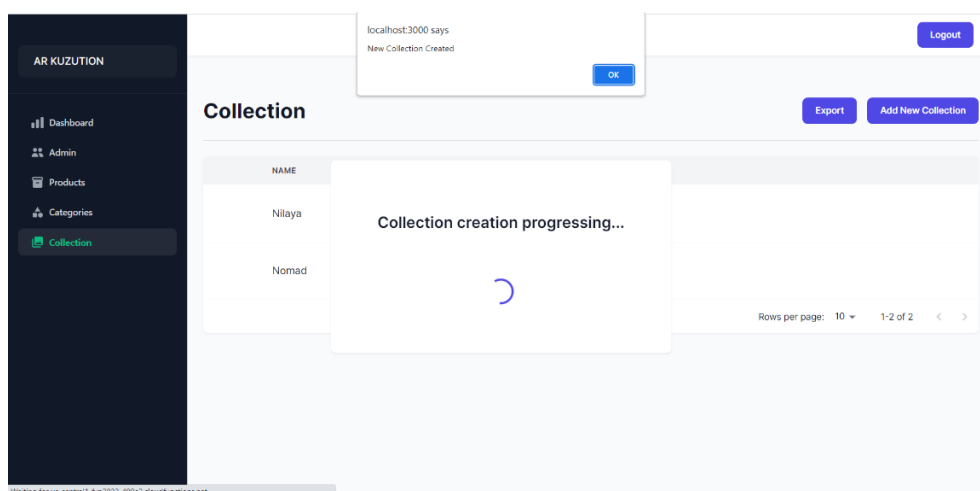 localhost:3000 says
New Collection Created
OK
Logout
AR KUZUTION
Collection
Export
Add New Collection
Dashboard
Admin
Products
Categories
Collection
NAME
Nilaya
Nomad
Collection creation progressing...
Rows per page: 10
1-2 of 2